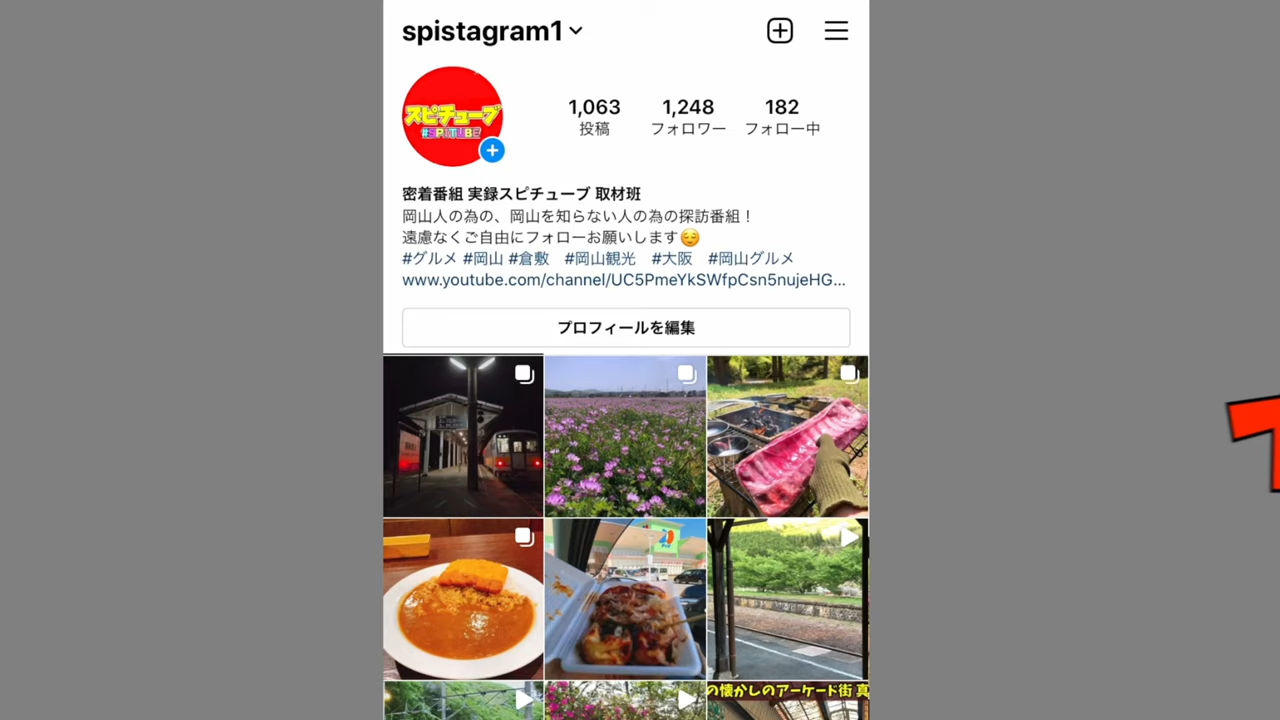 spistagram1
スピチューブ
#SPITUBE
1,063
投稿
1,248
フォロワー
182
フォロー中
密着番組 実録スピチューブ 取材班
岡山人の為の、岡山を知らない人の為の探訪番組！
遠慮なくご自由にフォローお願いします😌
#グルメ #岡山 #倉敷　#岡山観光　#大阪　#岡山グルメ
www.youtube.com/channel/UC5PmeYkSWfpCsn5nujeHG...
プロフィールを編集
の懐かしのアーケード街 真